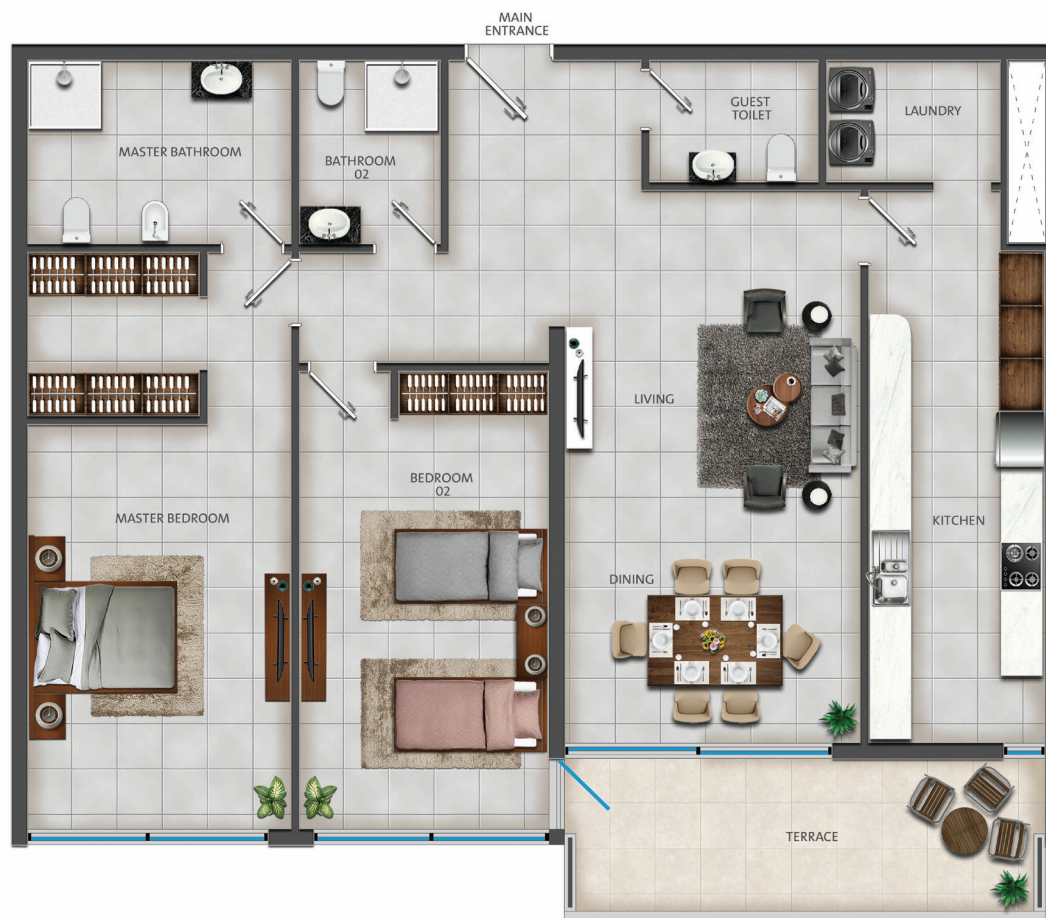 MAIN
ENTRANCE
GUEST
TOILET
LAUNDRY
MASTER BATHROOM
BATHROOM
02
LIVING
BEDROOM
02
MASTER BEDROOM
KITCHEN
DINING
TERRACE